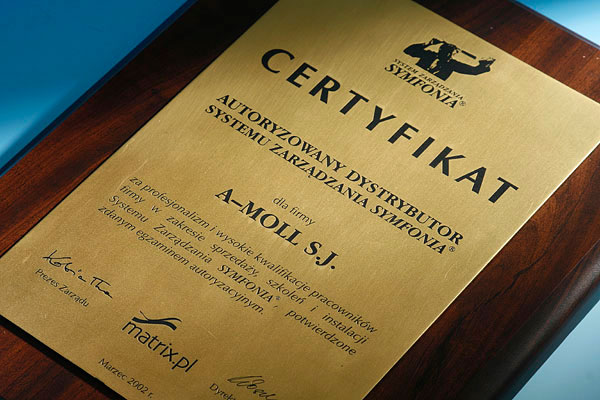 SYSTEM ZARZĄDZANIA
SYMFONIA®
CERTYFIKAT
AUTORYZOWANY DYSTRYBUTOR
SYSTEMU ZARZĄDZANIA SYMFONIA®
dla firmy
A–MOLL S.J.
za profesjonalizm i wysokie kwalifikacje pracowników
firmy w zakresie sprzedaży, szkoleń i instalacji
Systemu Zarządzania SYMFONIA®, potwierdzone
zdanym egzaminem autoryzacyjnym.
Prezes Zarządu
matrix.pl
Marzec 2002 r.
Dyre